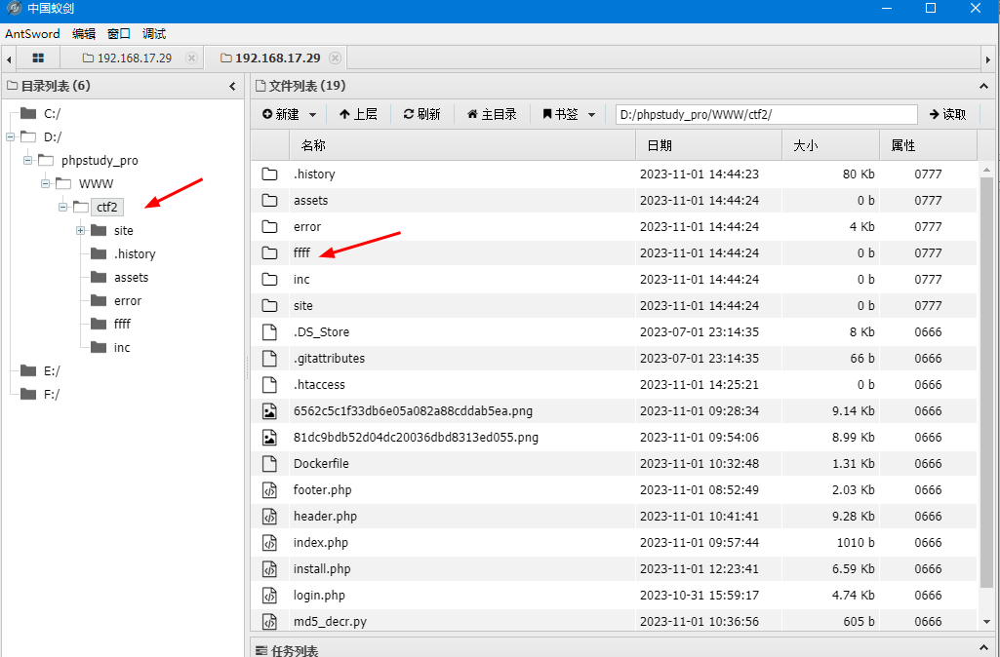 中国蚁剑
AntSword 编辑 窗口 调试
192.168.17.29 192.168.17.29
目录列表 (6)
C:/
D:/
phpstudy_pro
WWW
ctf2
site
.history
assets
error
ffff
inc
E:/
F:/
文件列表 (19)
新建 上层 刷新 主目录 书签 D:/phpstudy_pro/WWW/ctf2/ 读取
名称 日期 大小 属性
.history 2023-11-01 14:44:23 80 Kb 0777
assets 2023-11-01 14:44:24 0 b 0777
error 2023-11-01 14:44:24 4 Kb 0777
ffff 2023-11-01 14:44:24 0 b 0777
inc 2023-11-01 14:44:24 0 b 0777
site 2023-11-01 14:44:24 0 b 0777
.DS_Store 2023-07-01 23:14:35 8 Kb 0666
.gitattributes 2023-07-01 23:14:35 66 b 0666
.htaccess 2023-11-01 14:25:21 0 b 0666
6562c5c1f33db6e05a082a88cddab5ea.png 2023-11-01 09:28:34 9.14 Kb 0666
81dc9bdb52d04dc20036dbd8313ed055.png 2023-11-01 09:54:06 8.99 Kb 0666
Dockerfile 2023-11-01 10:32:48 1.31 Kb 0666
footer.php 2023-11-01 08:52:49 2.03 Kb 0666
header.php 2023-11-01 10:41:41 9.28 Kb 0666
index.php 2023-11-01 09:57:44 1010 b 0666
install.php 2023-11-01 12:23:41 6.59 Kb 0666
login.php 2023-10-31 15:59:17 4.74 Kb 0666
md5_decr.py 2023-11-01 10:36:56 605 b 0666
任务列表